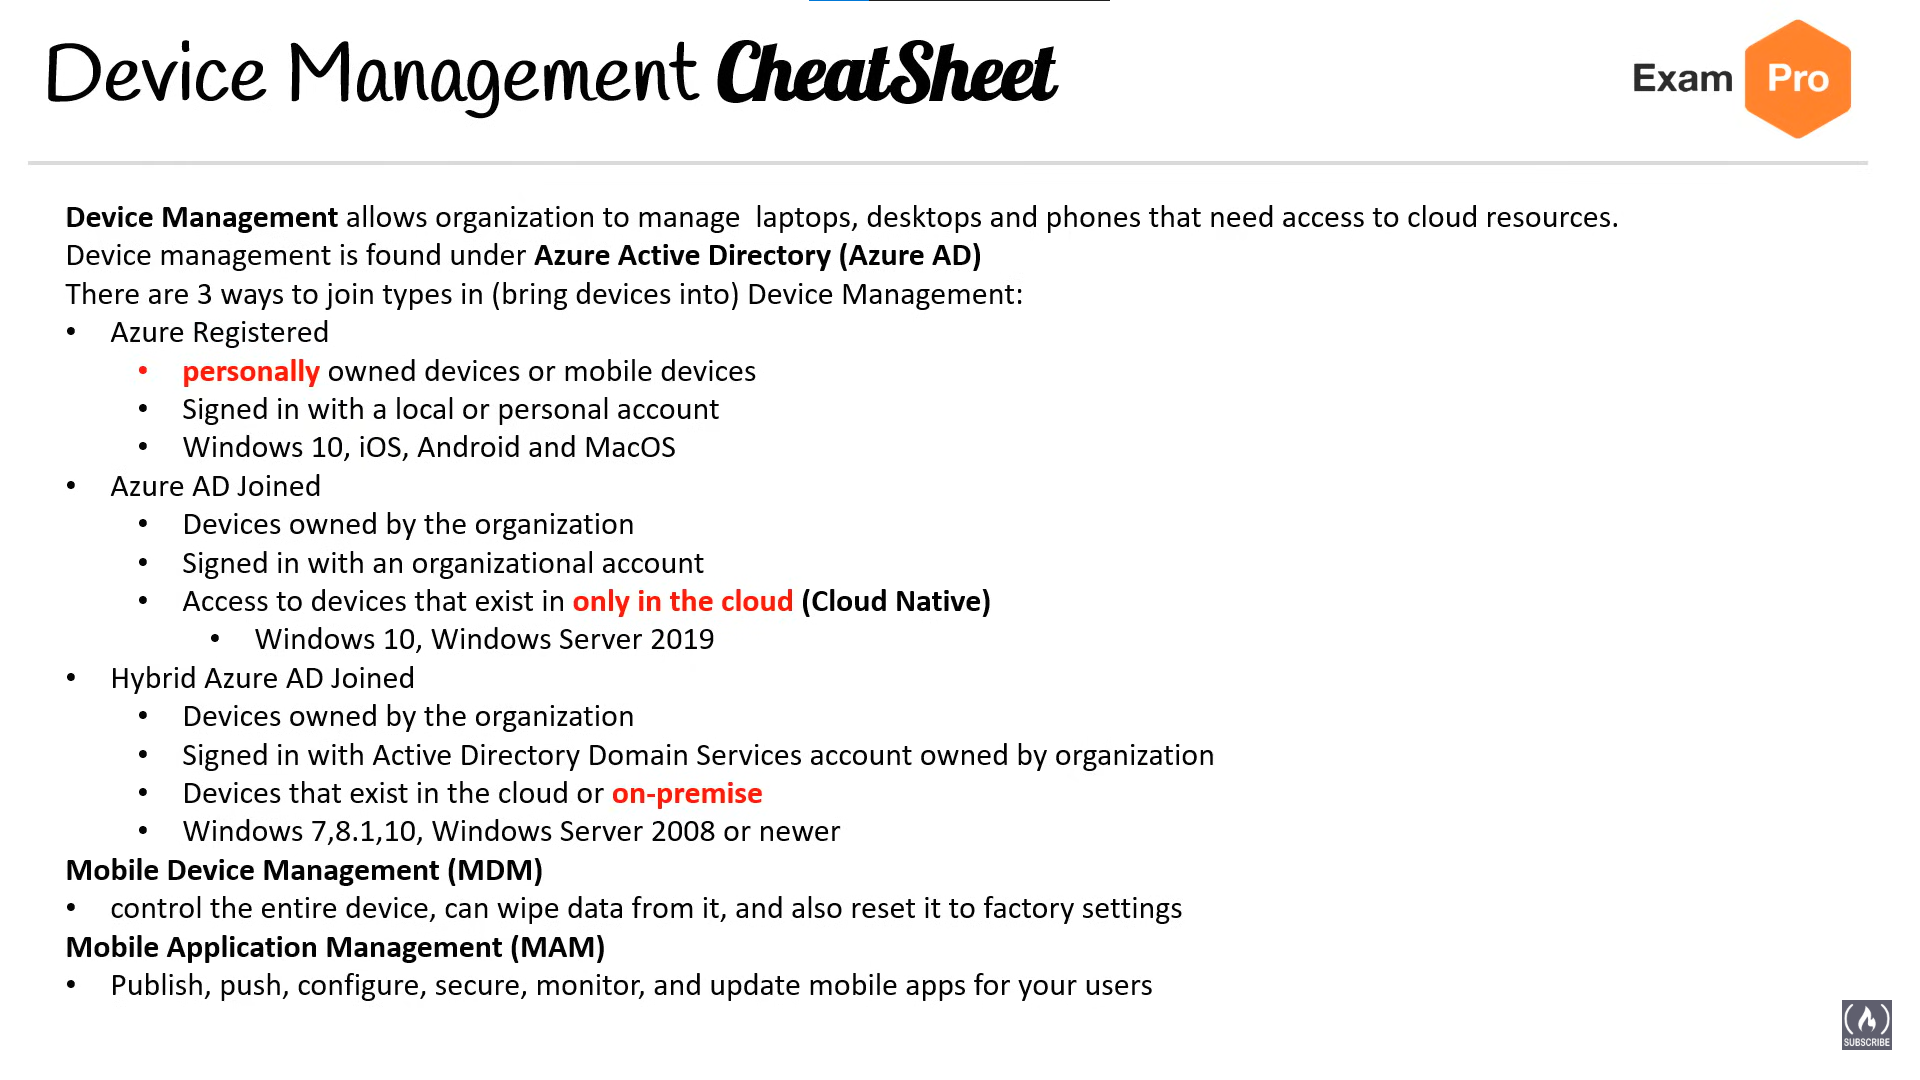 Device Management CheatSheet
Exam Pro
Device Management allows organization to manage  laptops, desktops and phones that need access to cloud resources.
Device management is found under Azure Active Directory (Azure AD)
There are 3 ways to join types in (bring devices into) Device Management:
• Azure Registered
• personally owned devices or mobile devices
• Signed in with a local or personal account
• Windows 10, iOS, Android and MacOS
• Azure AD Joined
• Devices owned by the organization
• Signed in with an organizational account
• Access to devices that exist in only in the cloud (Cloud Native)
• Windows 10, Windows Server 2019
• Hybrid Azure AD Joined
• Devices owned by the organization
• Signed in with Active Directory Domain Services account owned by organization
• Devices that exist in the cloud or on-premise
• Windows 7,8.1,10, Windows Server 2008 or newer
Mobile Device Management (MDM)
• control the entire device, can wipe data from it, and also reset it to factory settings
Mobile Application Management (MAM)
• Publish, push, configure, secure, monitor, and update mobile apps for your users
SUBSCRIBE